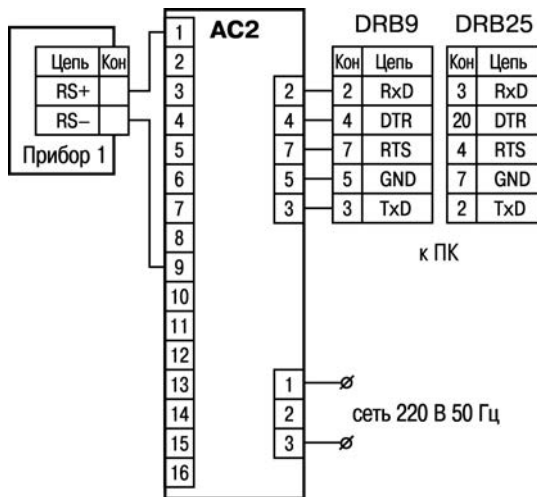 AC2
DRB9 DRB25
Цепь Кон
RS+
RS–
Прибор 1
1
2
3
4
5
6
7
8
9
10
11
12
13
14
15
16
2
4
7
5
3
Кон Цепь
2 RxD
4 DTR
7 RTS
5 GND
3 TxD
Кон Цепь
3 RxD
20 DTR
4 RTS
7 GND
2 TxD
к ПК
1
2
3
сеть 220 В 50 Гц